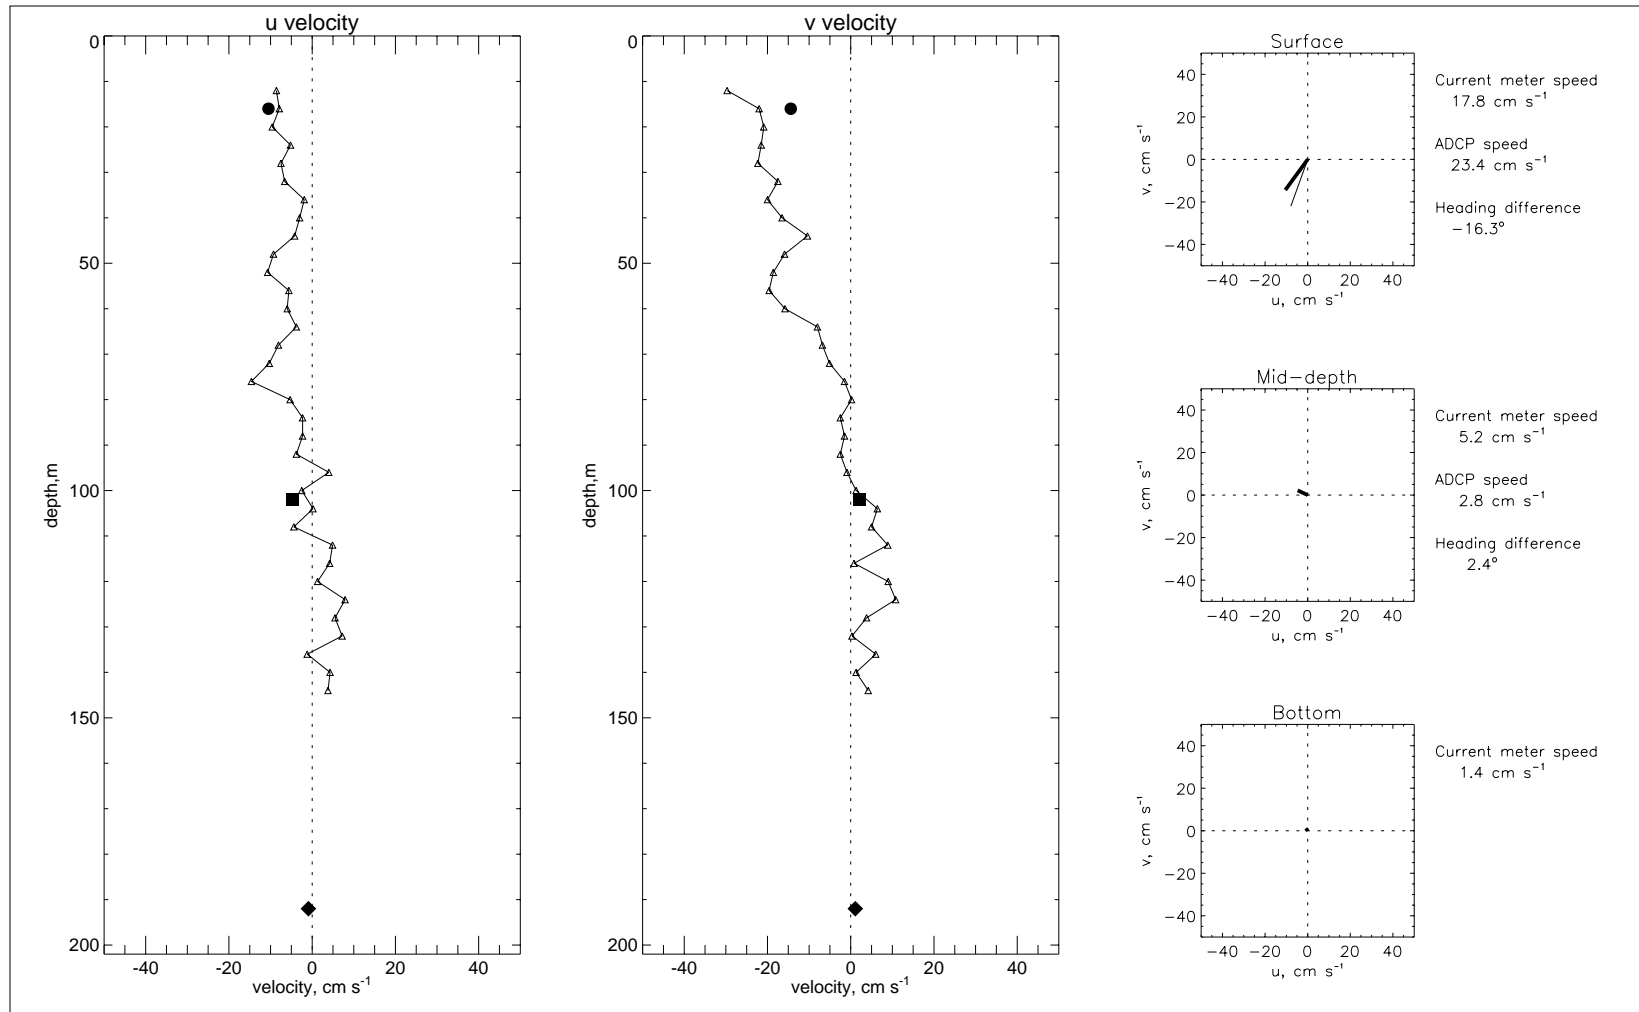 u velocity
0
50
100
150
200
depth,m
-40 -20 0 20 40
velocity, cm s⁻¹
v velocity
0
50
100
150
200
depth,m
-40 -20 0 20 40
velocity, cm s⁻¹
Surface
40
20
0
−20
−40
v, cm s⁻¹
−40 −20 0 20 40
u, cm s⁻¹
Current meter speed
17.8 cm s⁻¹
ADCP speed
23.4 cm s⁻¹
Heading difference
−16.3°
Mid−depth
40
20
0
−20
−40
v, cm s⁻¹
−40 −20 0 20 40
u, cm s⁻¹
Current meter speed
5.2 cm s⁻¹
ADCP speed
2.8 cm s⁻¹
Heading difference
2.4°
Bottom
40
20
0
−20
−40
v, cm s⁻¹
−40 −20 0 20 40
u, cm s⁻¹
Current meter speed
1.4 cm s⁻¹